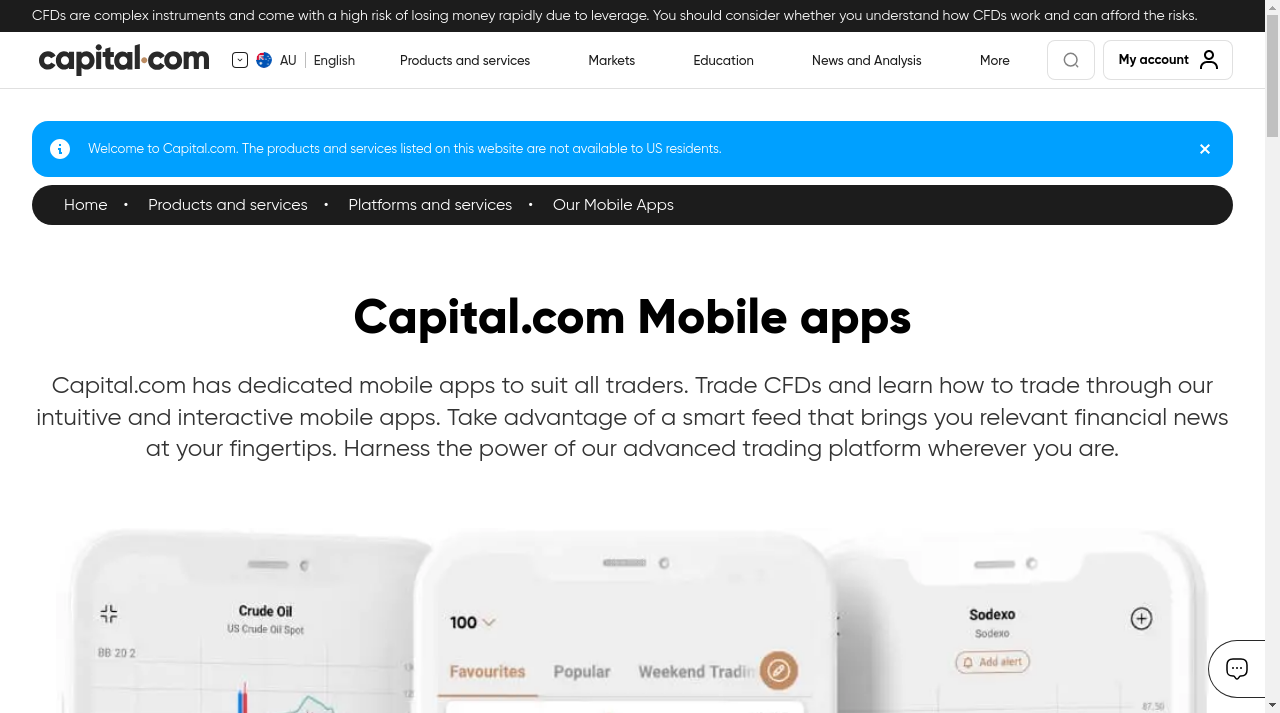 CFDs are complex instruments and come with a high risk of losing money rapidly due to leverage. You should consider whether you understand how CFDs work and can afford the risks.
capital.com
AU
English
Products and services
Markets
Education
News and Analysis
More
My account
Welcome to Capital.com. The products and services listed on this website are not available to US residents.
Home • Products and services • Platforms and services • Our Mobile Apps
Capital.com Mobile apps
Capital.com has dedicated mobile apps to suit all traders. Trade CFDs and learn how to trade through our
intuitive and interactive mobile apps. Take advantage of a smart feed that brings you relevant financial news
at your fingertips. Harness the power of our advanced trading platform wherever you are.
Crude Oil
US Crude Oil Spot
BB 20 2
100
Favourites
Popular
Weekend Tradin
Sodexo
Sodexo
Add alert
87.50